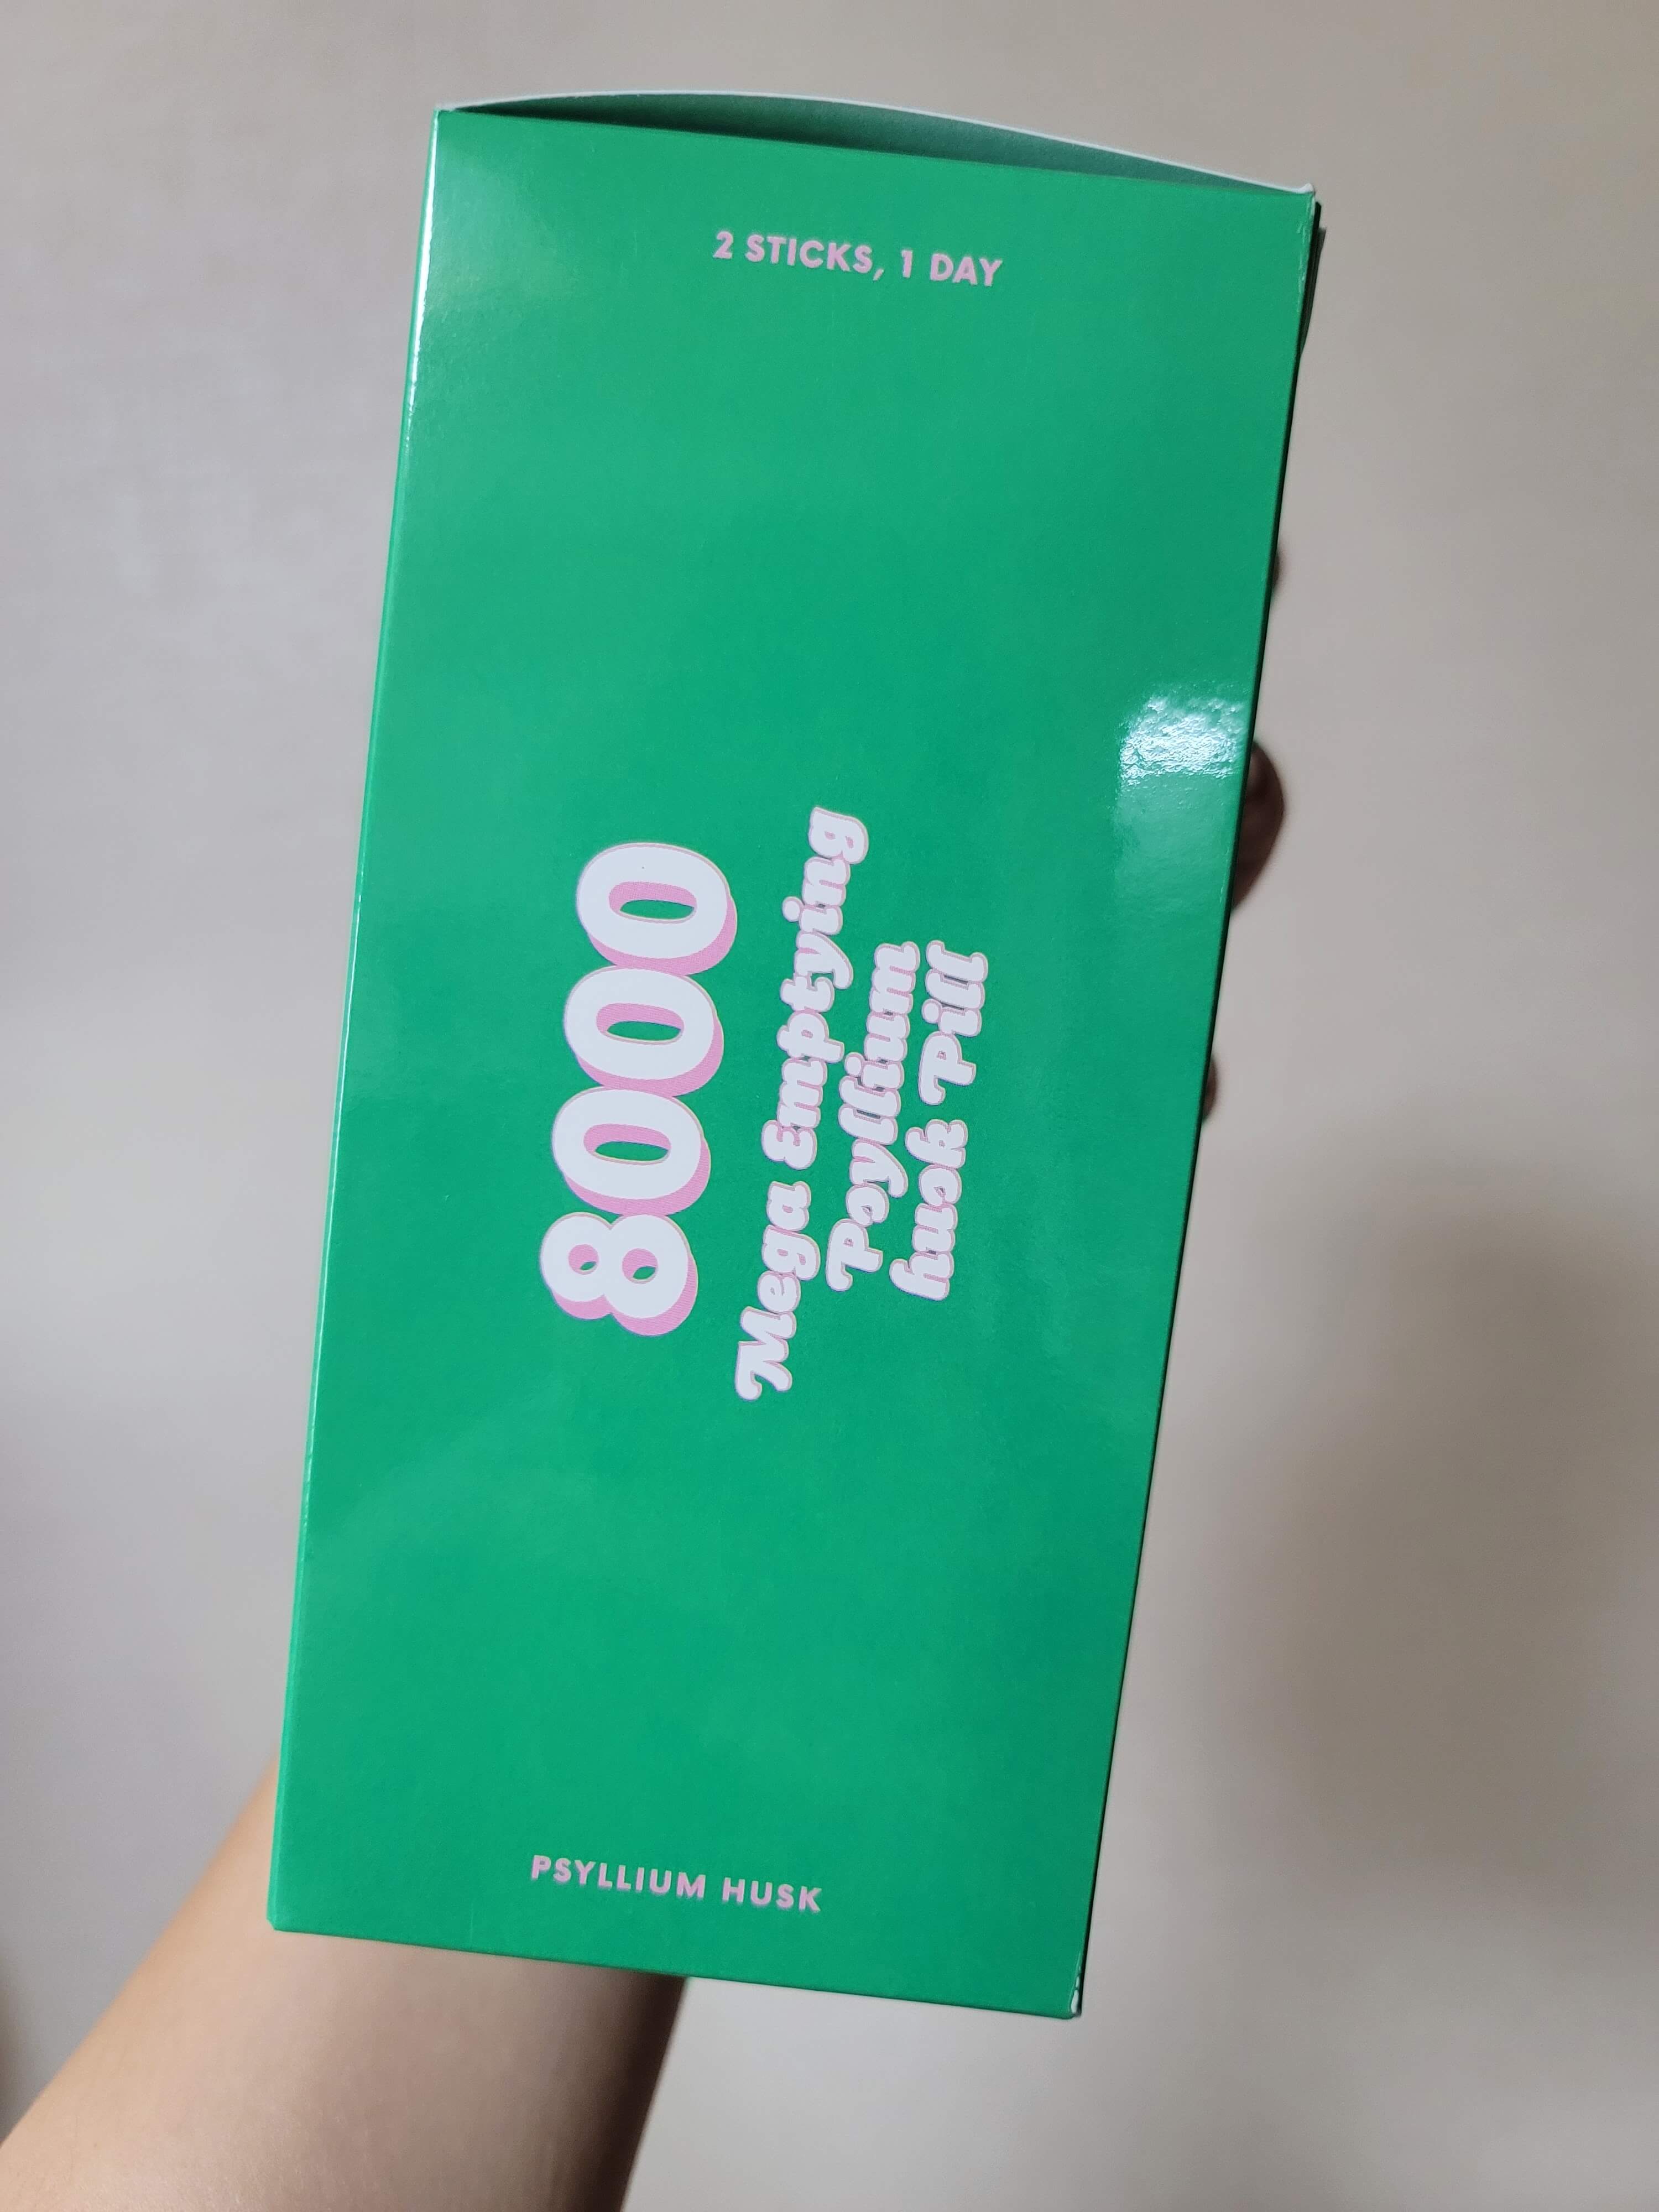 2 STICKS, 1 DAY
8000
Mega Emptying
Psyllium
husk Pill
PSYLLIUM HUSK